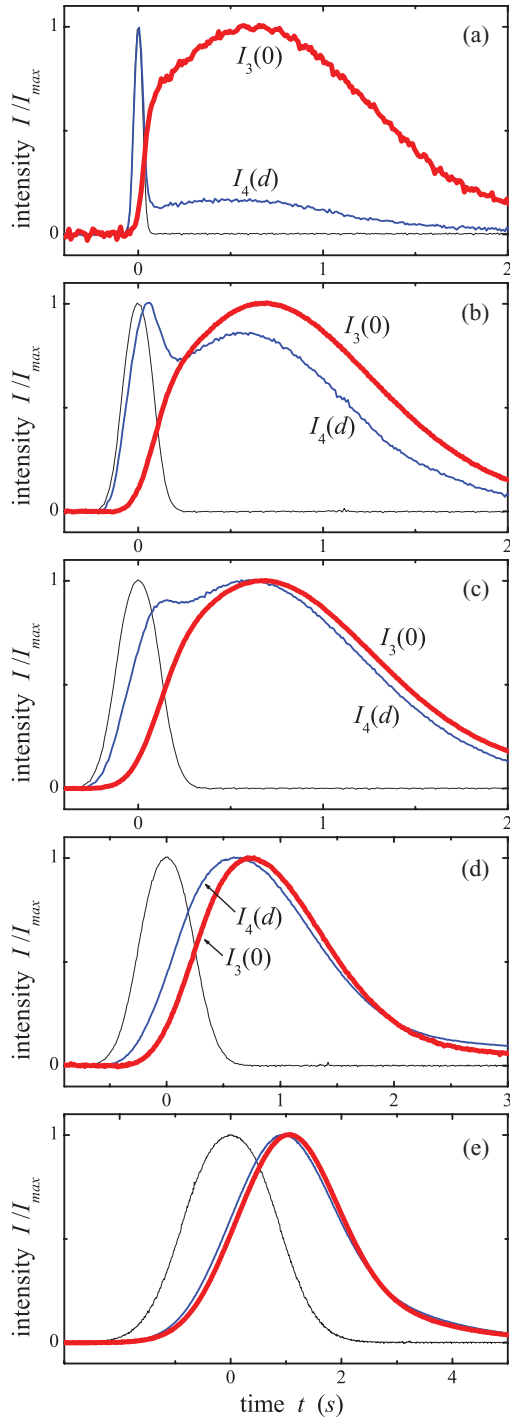 (a)
1
I₃(0)
I₄(d)
0
0 1 2
intensity I/Iₘₐₓ
(b)
1
I₃(0)
I₄(d)
0
0 1 2
intensity I/Iₘₐₓ
(c)
1
I₃(0)
I₄(d)
0
0 1 2
intensity I/Iₘₐₓ
(d)
1
I₄(d)
I₃(0)
0
0 1 2 3
intensity I/Iₘₐₓ
(e)
1
0
0 2 4
intensity I/Iₘₐₓ
time t (s)